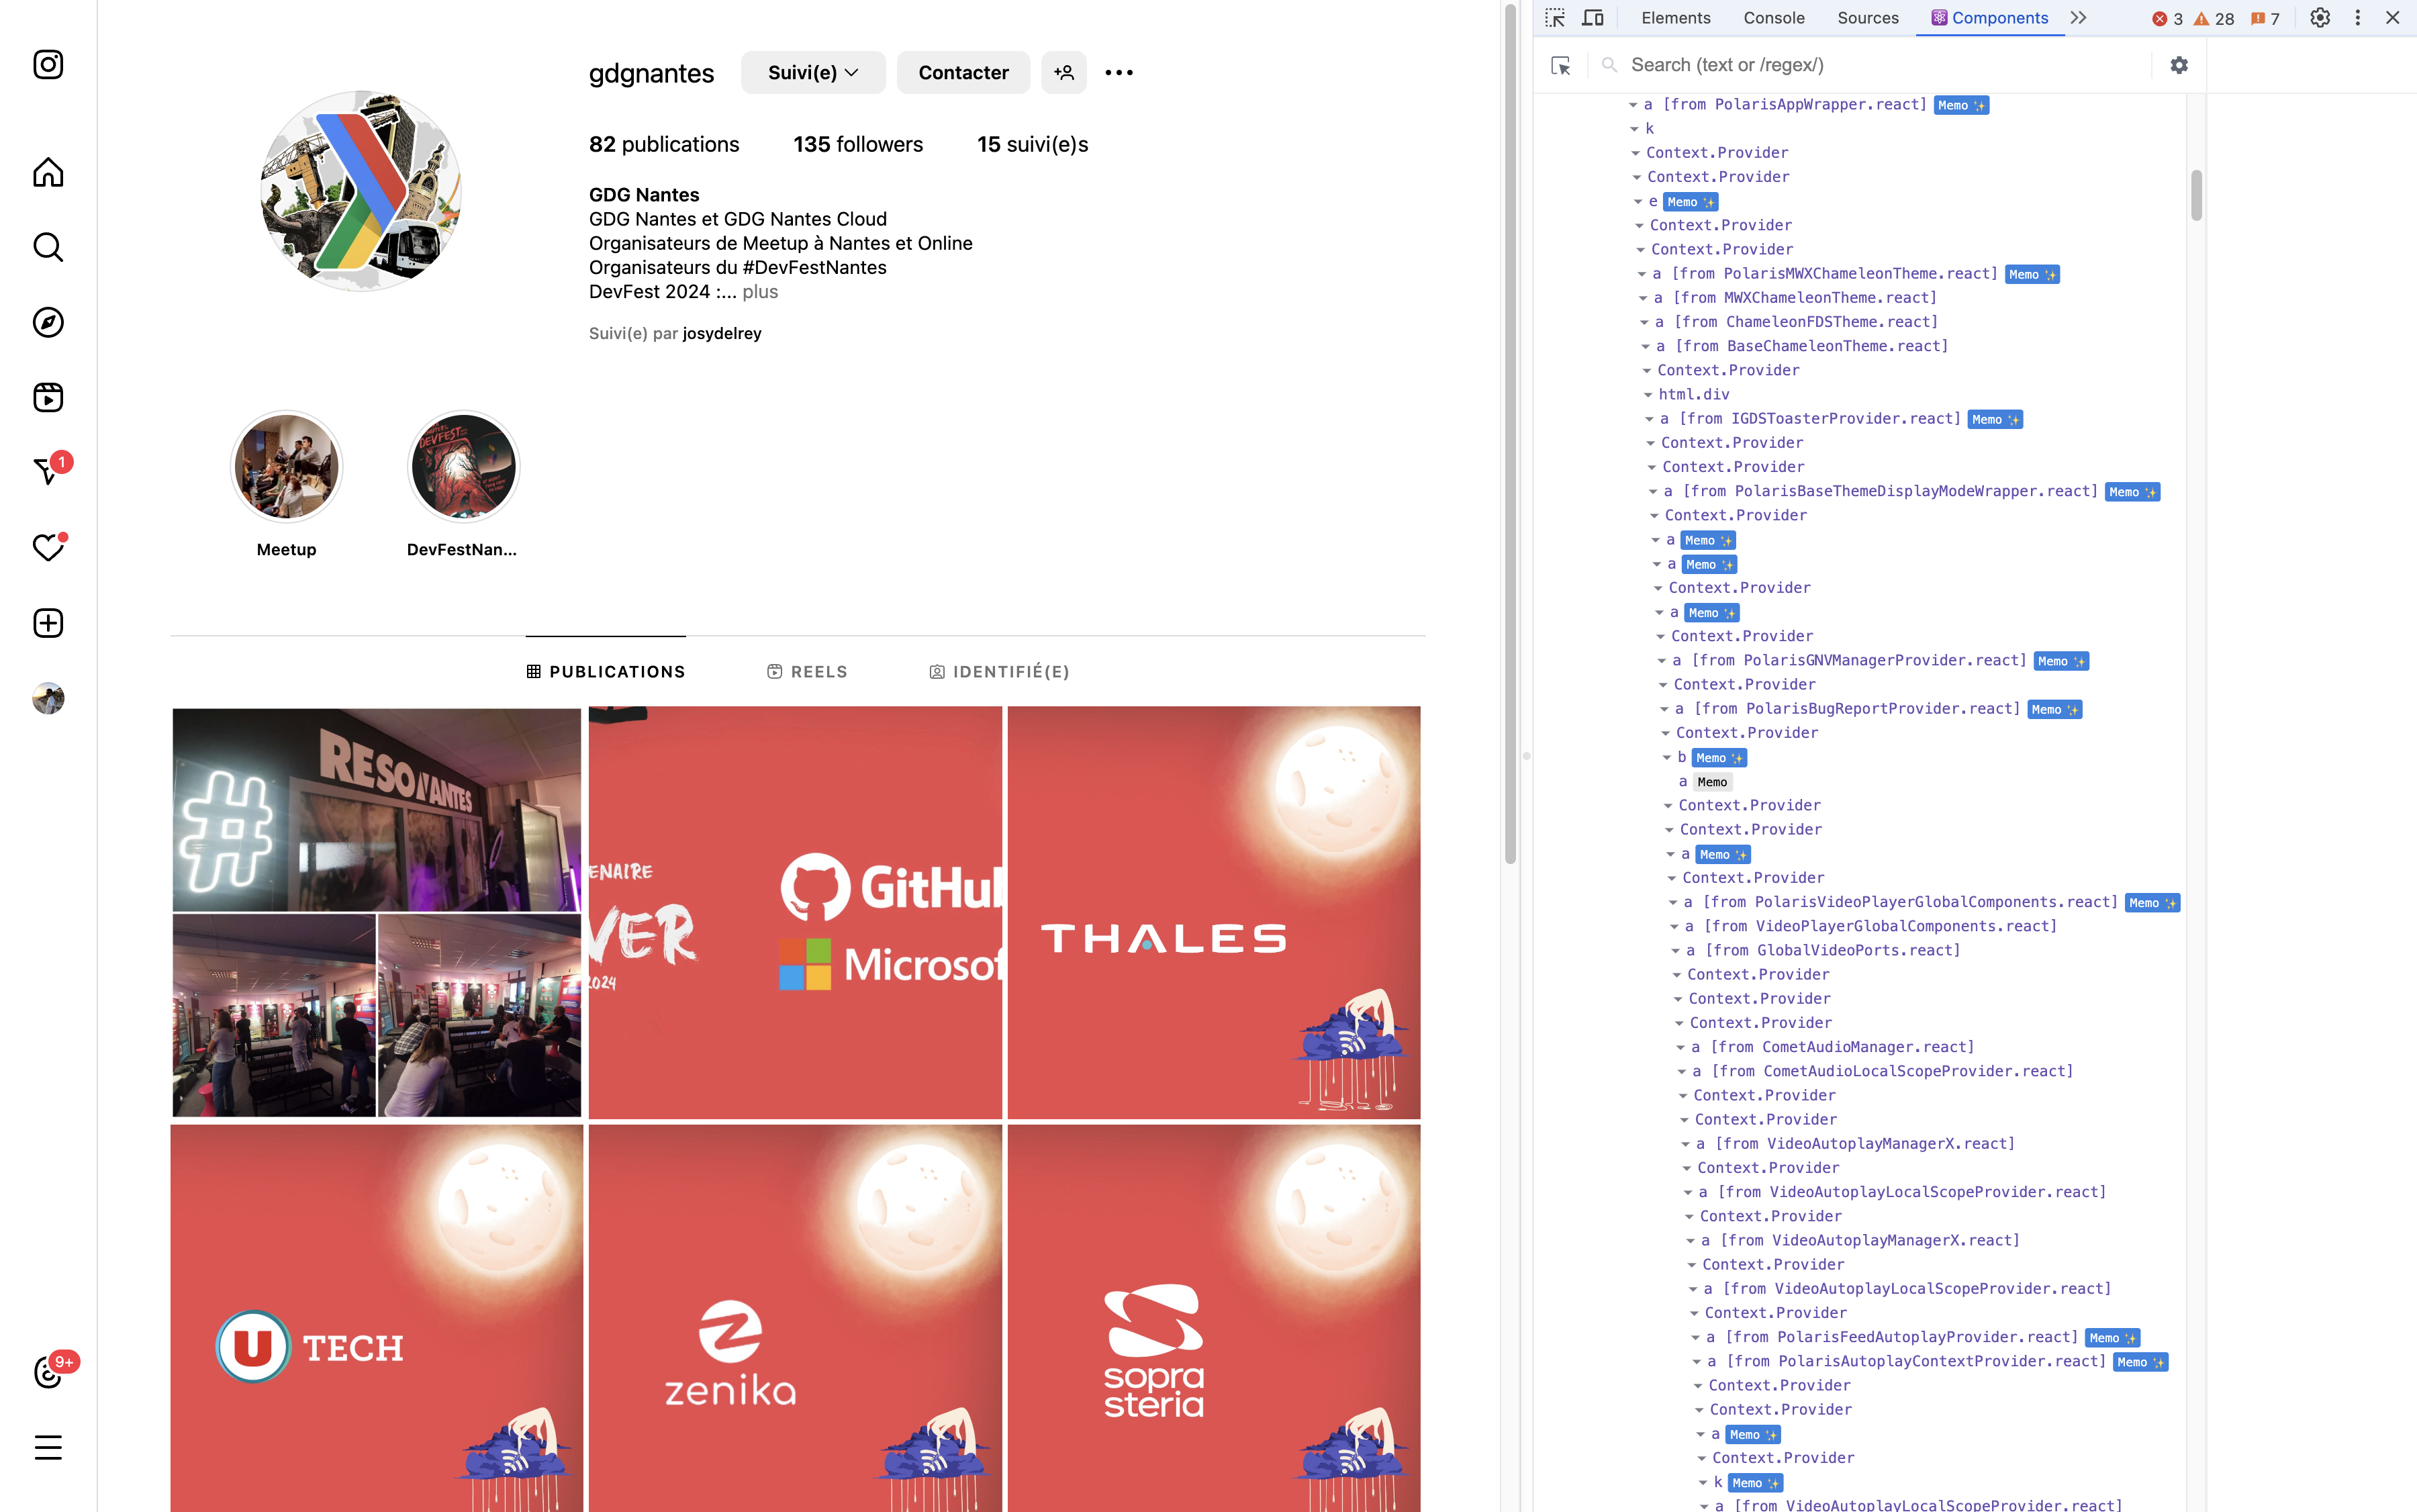 gdgnantes
Suivi(e)
Contacter
82 publications
135 followers
15 suivi(e)s
GDG Nantes
GDG Nantes et GDG Nantes Cloud
Organisateurs de Meetup à Nantes et Online
Organisateurs du #DevFestNantes
DevFest 2024 :... plus
Suivi(e) par josydelrey
1
9+
DEVFEST
Meetup
DevFestNan...
PUBLICATIONS
REELS
IDENTIFIÉ(E)
#
RESO NANTES
ENAIRE
VER
2024
GitHub
Microsof
THALES
U TECH
zenika
sopra
steria
Elements
Console
Sources
Components
3
28
7
Search (text or /regex/)
a [from PolarisAppWrapper.react] Memo ✨
k
Context.Provider
Context.Provider
e Memo ✨
Context.Provider
Context.Provider
a [from PolarisMWXChameleonTheme.react] Memo ✨
a [from MWXChameleonTheme.react]
a [from ChameleonFDSTheme.react]
a [from BaseChameleonTheme.react]
Context.Provider
html.div
a [from IGDSToasterProvider.react] Memo ✨
Context.Provider
Context.Provider
a [from PolarisBaseThemeDisplayModeWrapper.react] Memo ✨
Context.Provider
a Memo ✨
a Memo ✨
Context.Provider
a Memo ✨
Context.Provider
a [from PolarisGNVManagerProvider.react] Memo ✨
Context.Provider
a [from PolarisBugReportProvider.react] Memo ✨
Context.Provider
b Memo ✨
a Memo
Context.Provider
Context.Provider
a Memo ✨
Context.Provider
a [from PolarisVideoPlayerGlobalComponents.react] Memo ✨
a [from VideoPlayerGlobalComponents.react]
a [from GlobalVideoPorts.react]
Context.Provider
Context.Provider
Context.Provider
a [from CometAudioManager.react]
a [from CometAudioLocalScopeProvider.react]
Context.Provider
Context.Provider
a [from VideoAutoplayManagerX.react]
Context.Provider
a [from VideoAutoplayLocalScopeProvider.react]
Context.Provider
a [from VideoAutoplayManagerX.react]
Context.Provider
a [from VideoAutoplayLocalScopeProvider.react]
Context.Provider
a [from PolarisFeedAutoplayProvider.react] Memo ✨
a [from PolarisAutoplayContextProvider.react] Memo ✨
Context.Provider
Context.Provider
a Memo ✨
Context.Provider
k Memo ✨
a [from VideoAutoplayLocalScopeProvider.react]